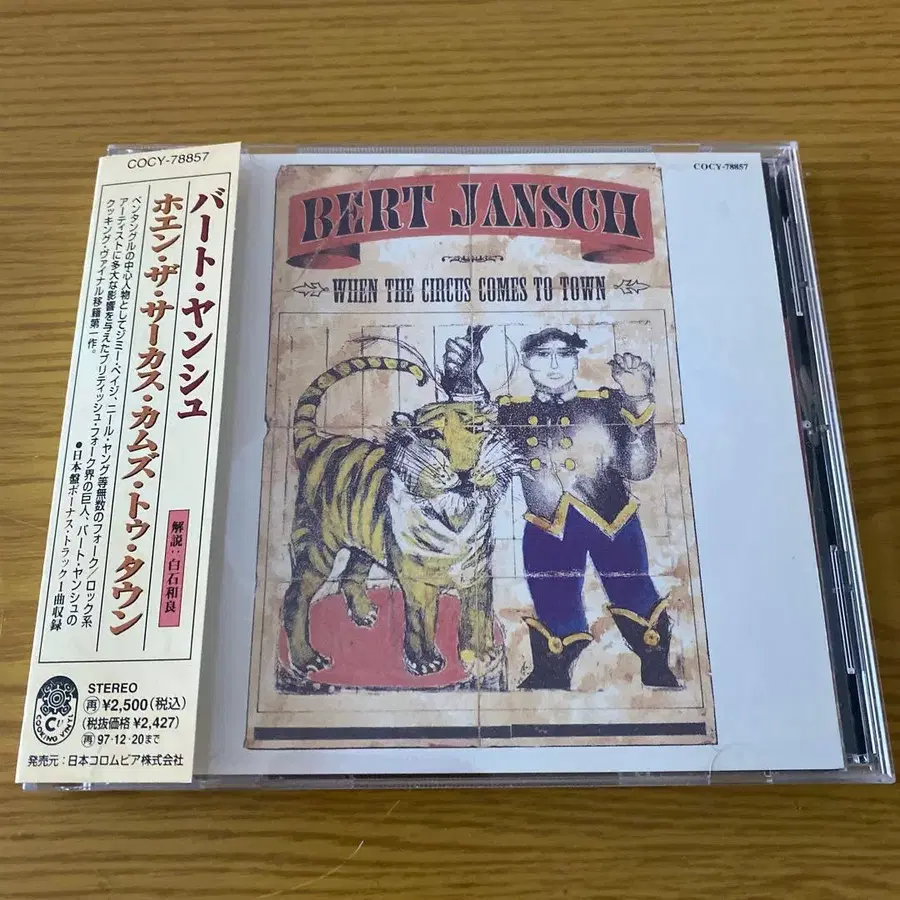 COCY-78857
バート・ヤンシュ
ホエン・ザ・サーカス・カムズ・トゥ・タウン
ペンタングルの中心人物としてジミー・ペイジ、ニール・ヤング等無数のフォーク/ロック系
アーティストに多大な影響を与えたブリティッシュ・フォーク界の巨人、バート・ヤンシュの
クッキング・ヴァイナル移籍第一作。
●日本盤ボーナス・トラック1曲収録
解説:白石和良
COOKING VINYL
STEREO
再¥2,500(税込)
(税抜価格¥2,427)
再97・12・20まで
発売元:日本コロムビア株式会社
COCY-78857
BERT JANSCH
WHEN THE CIRCUS COMES TO TOWN